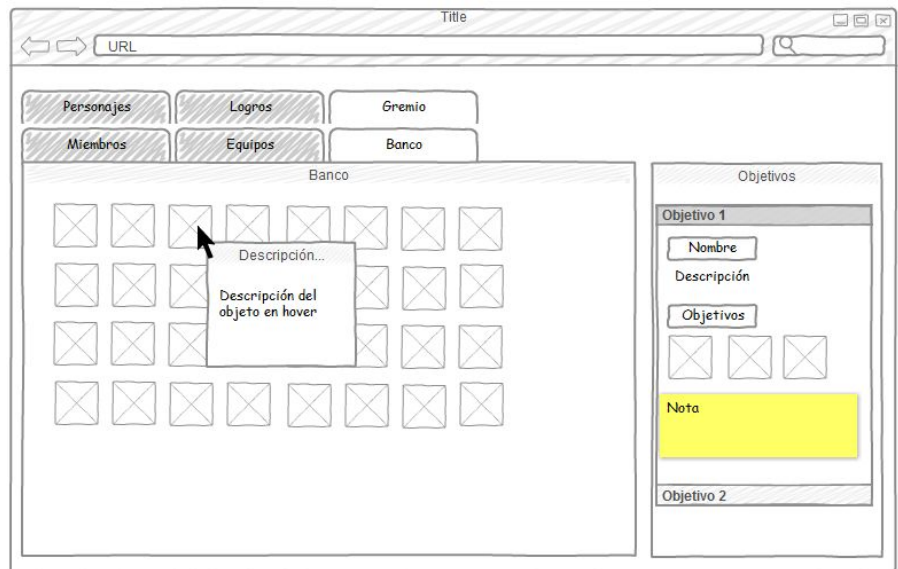 Title
URL
Personajes
Logros
Gremio
Miembros
Equipos
Banco
Banco
Descripción...
Descripción del
objeto en hover
Objetivos
Objetivo 1
Nombre
Descripción
Objetivos
Nota
Objetivo 2